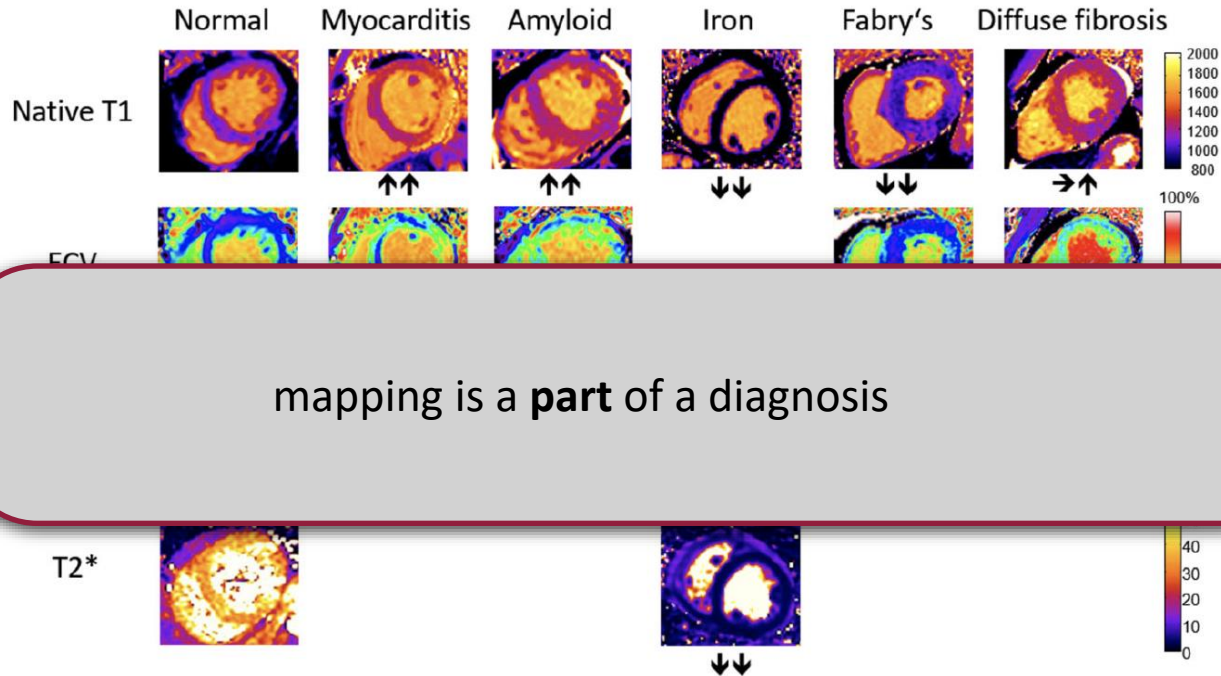 Normal Myocarditis Amyloid Iron Fabry's Diffuse fibrosis
Native T1
2000
1800
1600
1400
1200
1000
800
↑↑ ↑↑ ↓↓ ↓↓ →↑
100%
mapping is a part of a diagnosis
T2*
40
30
20
10
0
↓↓